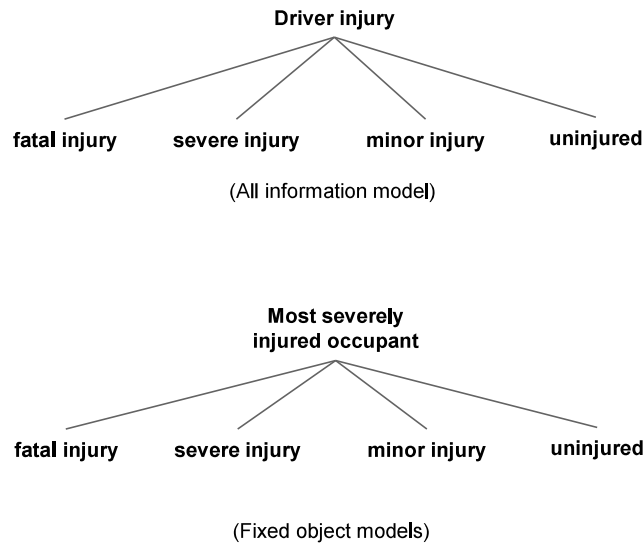 Driver injury
fatal injury severe injury minor injury uninjured
(All information model)
Most severely
injured occupant
fatal injury severe injury minor injury uninjured
(Fixed object models)